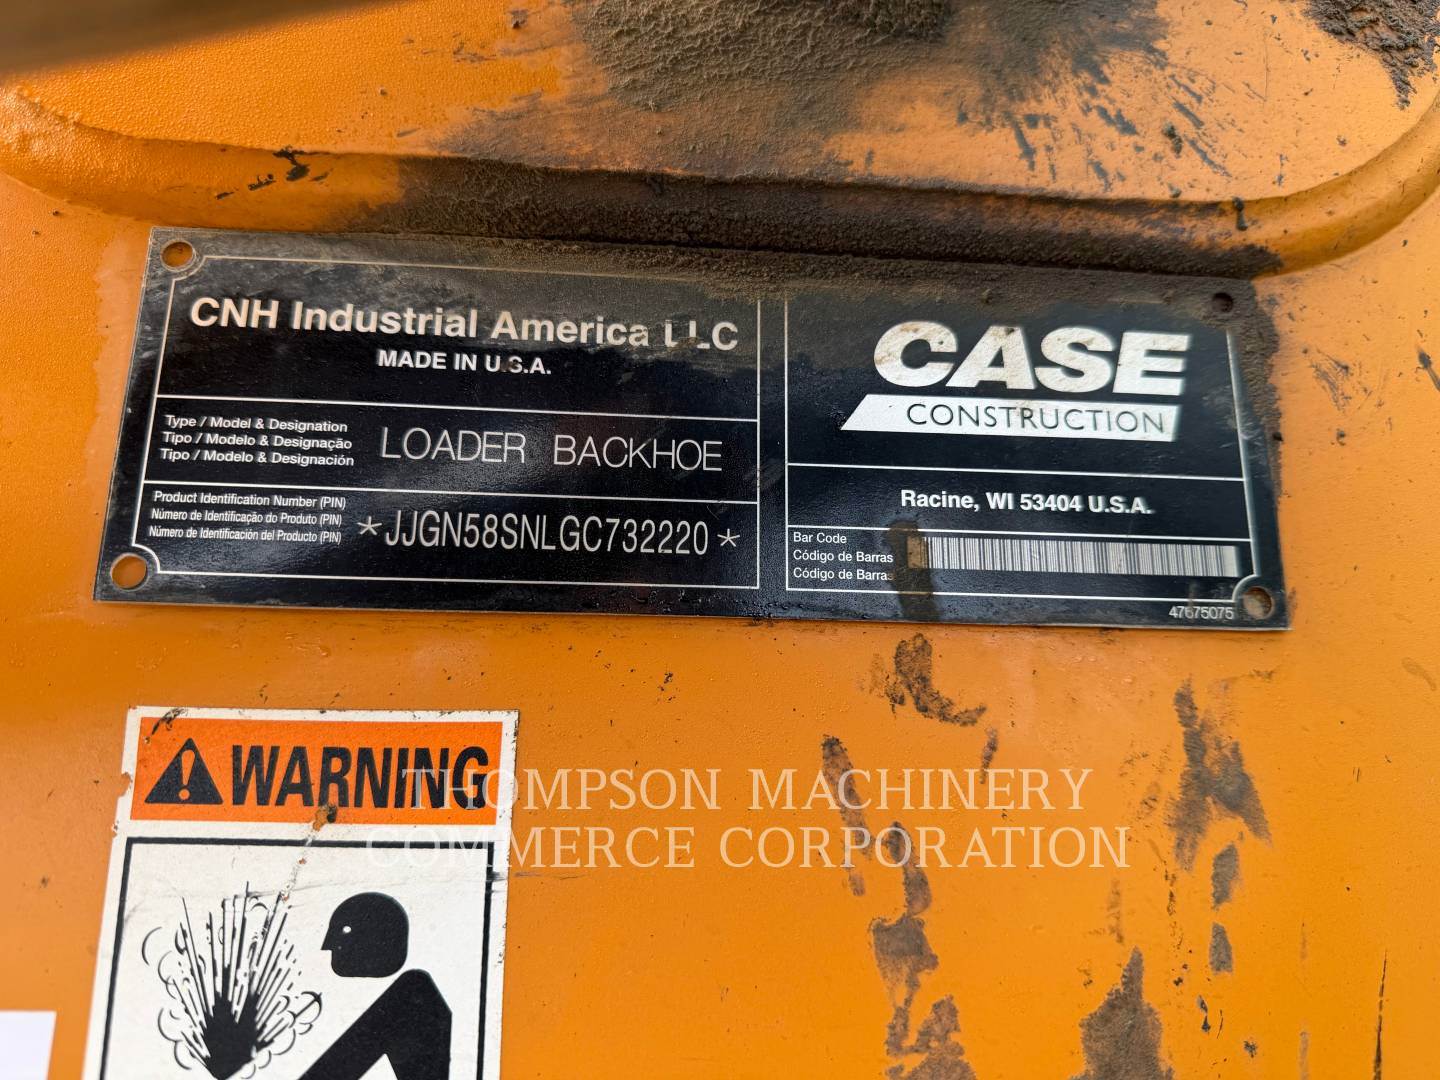 CNH Industrial America LLC
MADE IN U.S.A.
Type / Model & Designation
Tipo / Modelo & Designação
Tipo / Modelo & Designación
LOADER BACKHOE
Product Identification Number (PIN)
Número de Identificação do Produto (PIN)
Número de Identificación del Producto (PIN)
*JJGN58SNLGC732220*
CASE
CONSTRUCTION
Racine, WI 53404 U.S.A.
Bar Code
Código de Barras
Código de Barras
47675075
WARNING
THOMPSON MACHINERY
COMMERCE CORPORATION